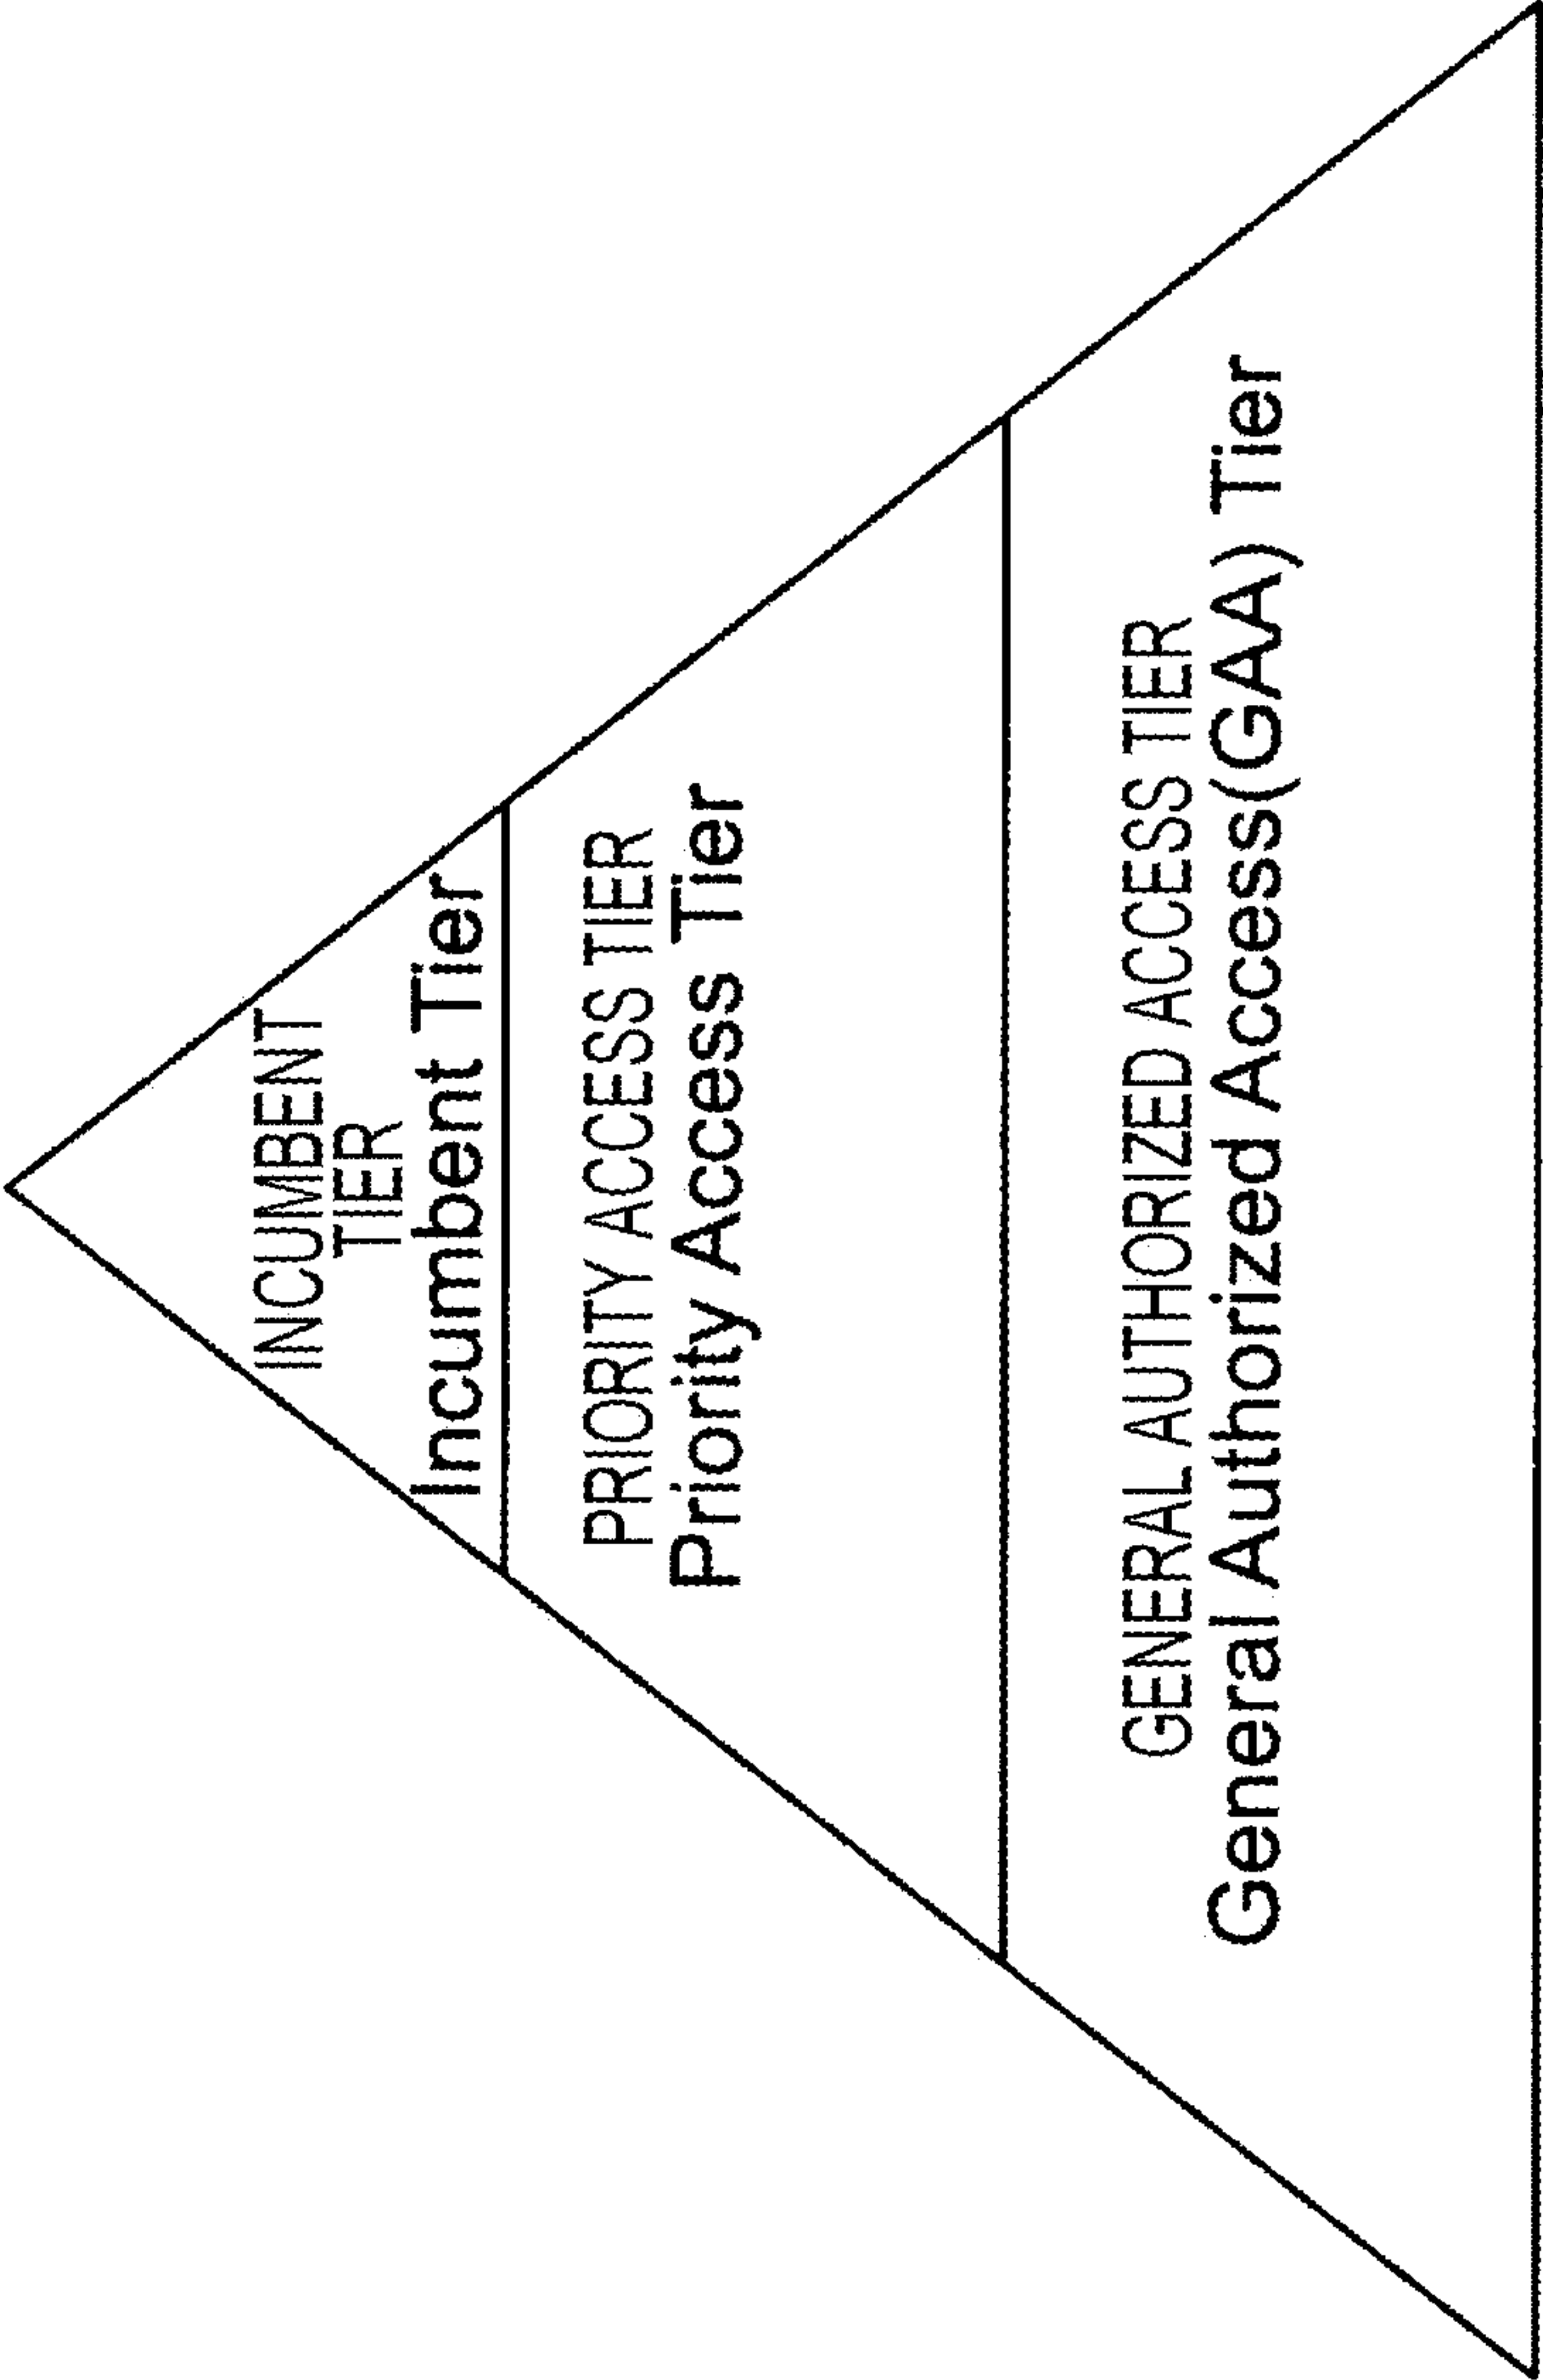 INCUMBENT
TIER
Incumbent Tier
PRIORITY ACCESS TIER
Priority Access Tier
GENERAL AUTHORIZED ACCESS TIER
General Authorized Access(GAA) Tier